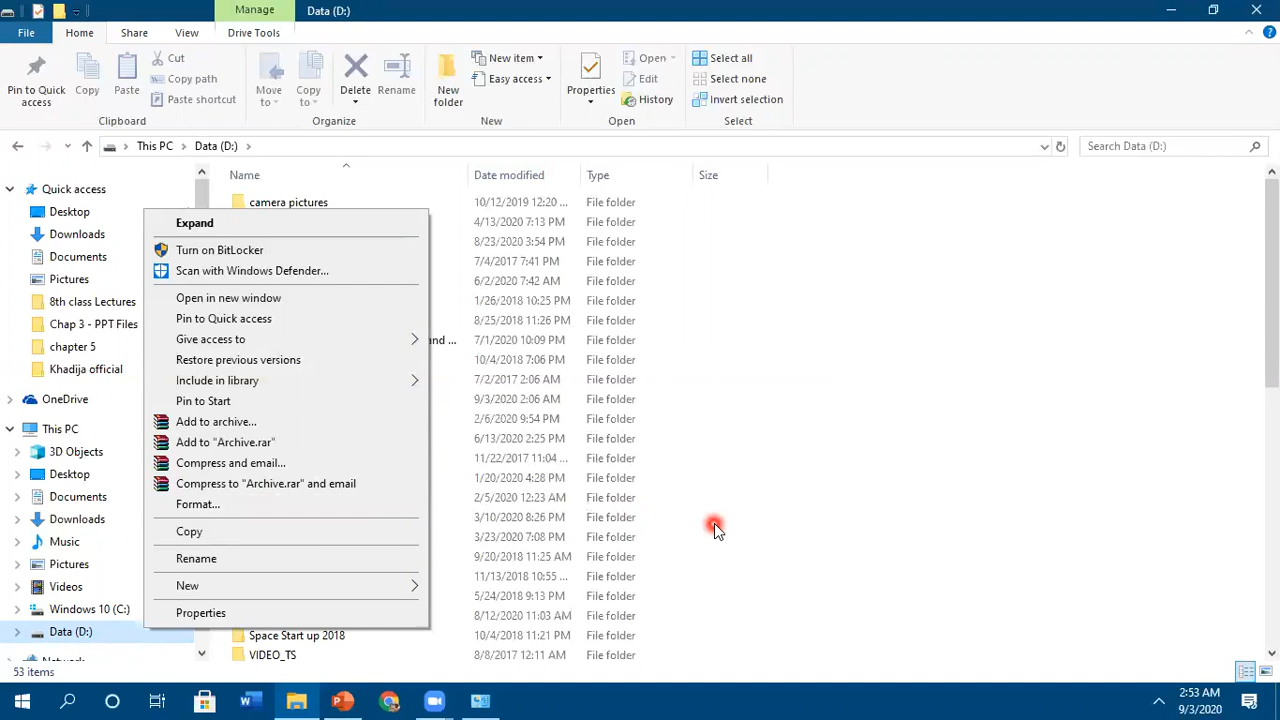 Manage
Data (D:)
File
Home
Share
View
Drive Tools
Pin to Quick access
Copy
Paste
Cut
Copy path
Paste shortcut
Clipboard
Move to
Copy to
Delete
Rename
Organize
New folder
New item
Easy access
New
Properties
Open
Edit
History
Open
Select all
Select none
Invert selection
Select
This PC
Data (D:)
Search Data (D:)
Name
Date modified
Type
Size
Quick access
Desktop
Downloads
Documents
Pictures
8th class Lectures
Chap 3 - PPT Files
chapter 5
Khadija official
OneDrive
This PC
3D Objects
Desktop
Documents
Downloads
Music
Pictures
Videos
Windows 10 (C:)
Data (D:)
Expand
Turn on BitLocker
Scan with Windows Defender...
Open in new window
Pin to Quick access
Give access to
Restore previous versions
Include in library
Pin to Start
Add to archive...
Add to "Archive.rar"
Compress and email...
Compress to "Archive.rar" and email
Format...
Copy
Rename
New
Properties
camera pictures 10/12/2019 12:20 ... File folder
4/13/2020 7:13 PM File folder
8/23/2020 3:54 PM File folder
7/4/2017 7:41 PM File folder
6/2/2020 7:42 AM File folder
1/26/2018 10:25 PM File folder
8/25/2018 11:26 PM File folder
and ... 7/1/2020 10:09 PM File folder
10/4/2018 7:06 PM File folder
7/2/2017 2:06 AM File folder
9/3/2020 2:06 AM File folder
2/6/2020 9:54 PM File folder
6/13/2020 2:25 PM File folder
11/22/2017 11:04 ... File folder
1/20/2020 4:28 PM File folder
2/5/2020 12:23 AM File folder
3/10/2020 8:26 PM File folder
3/23/2020 7:08 PM File folder
9/20/2018 11:25 AM File folder
11/13/2018 10:55 ... File folder
5/24/2018 9:13 PM File folder
8/12/2020 11:03 AM File folder
Space Start up 2018 10/4/2018 11:21 PM File folder
VIDEO_TS 8/8/2017 12:11 AM File folder
53 items
2:53 AM
9/3/2020